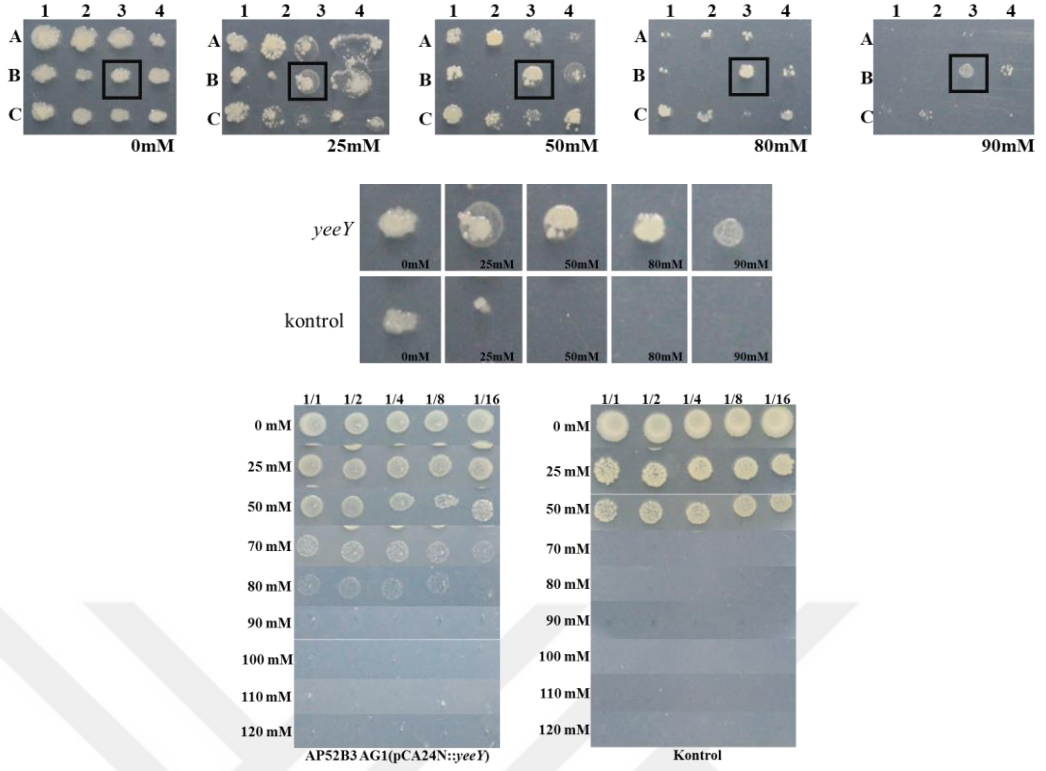 1 2 3 4
A
B
C
0mM
1 2 3 4
A
B
C
25mM
1 2 3 4
A
B
C
50mM
1 2 3 4
A
B
C
80mM
1 2 3 4
A
B
C
90mM
yeeY
0mM 25mM 50mM 80mM 90mM
kontrol
0mM 25mM 50mM 80mM 90mM
1/1 1/2 1/4 1/8 1/16
0 mM
25 mM
50 mM
70 mM
80 mM
90 mM
100 mM
110 mM
120 mM
AP52B3 AG1(pCA24N::yeeY)
1/1 1/2 1/4 1/8 1/16
0 mM
25 mM
50 mM
70 mM
80 mM
90 mM
100 mM
110 mM
120 mM
Kontrol